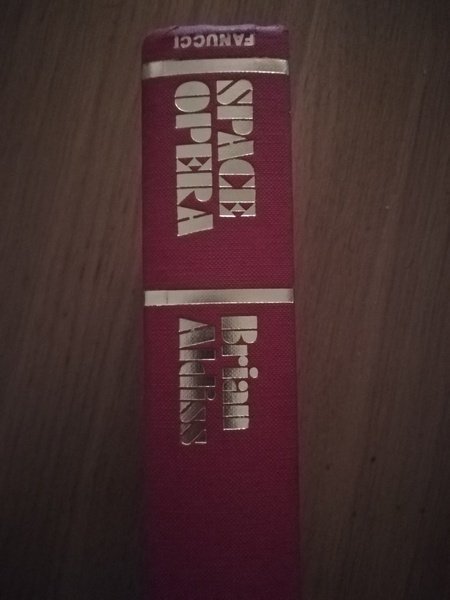 FANUCCI
SPACE
OPERA
Brian
Aldiss